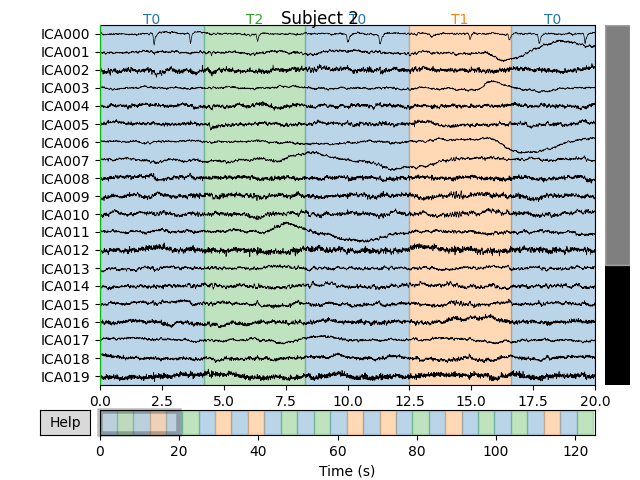 Subject 2
T0 T2 T0 T1 T0
ICA000
ICA001
ICA002
ICA003
ICA004
ICA005
ICA006
ICA007
ICA008
ICA009
ICA010
ICA011
ICA012
ICA013
ICA014
ICA015
ICA016
ICA017
ICA018
ICA019
0.0 2.5 5.0 7.5 10.0 12.5 15.0 17.5 20.0
Help
0 20 40 60 80 100 120
Time (s)